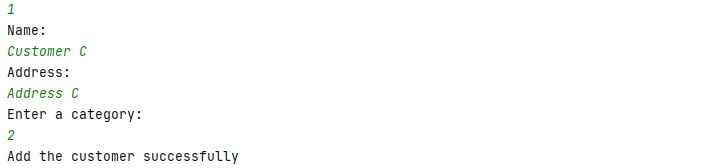 1
Name:
Customer C
Address:
Address C
Enter a category:
2
Add the customer successfully